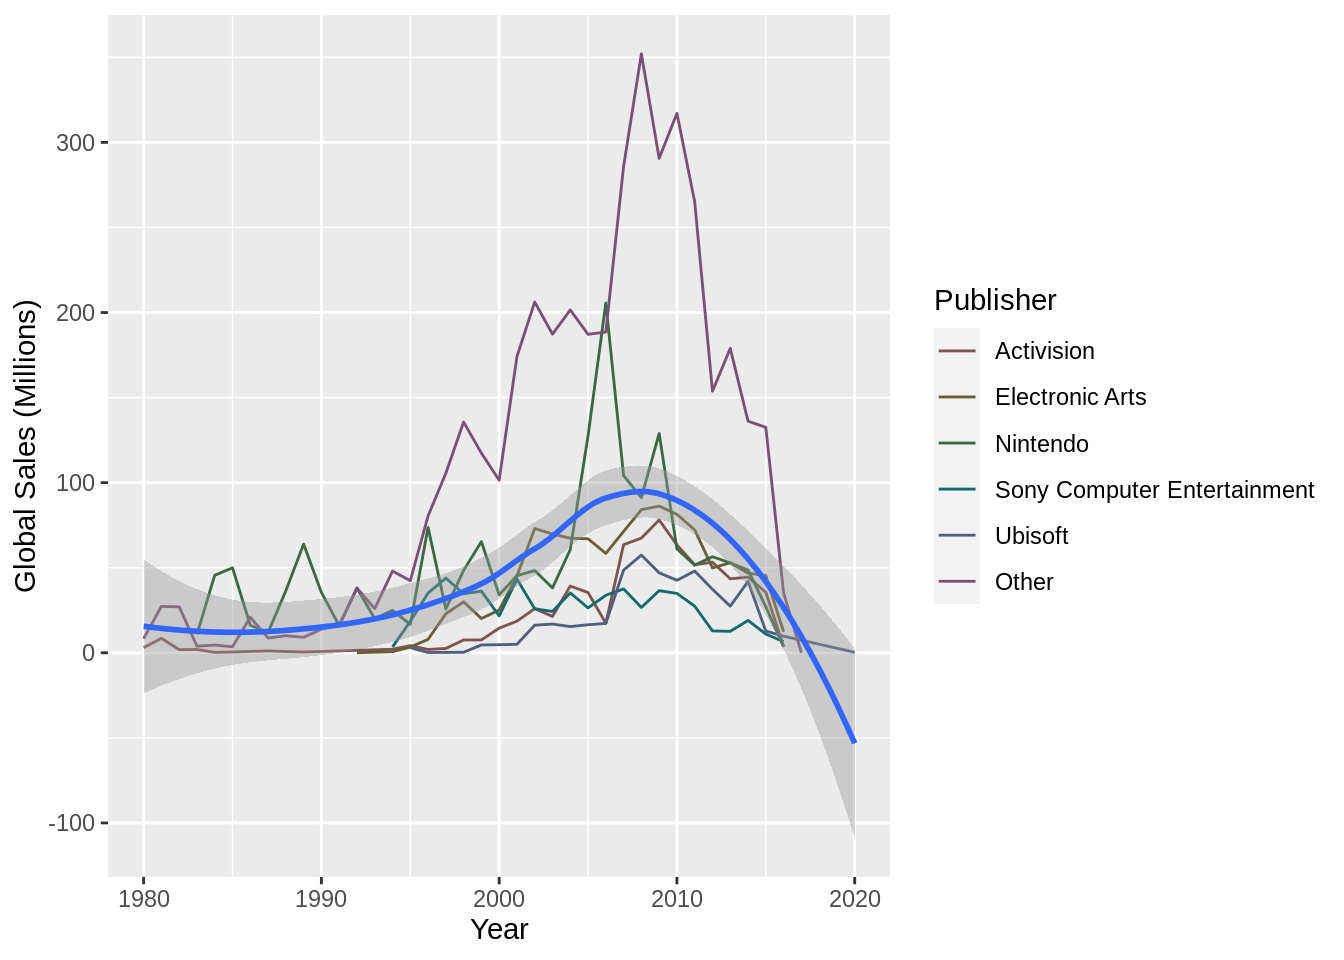 300
200
100
0
-100
Global Sales (Millions)
1980
1990
2000
2010
2020
Year
Publisher
Activision
Electronic Arts
Nintendo
Sony Computer Entertainment
Ubisoft
Other